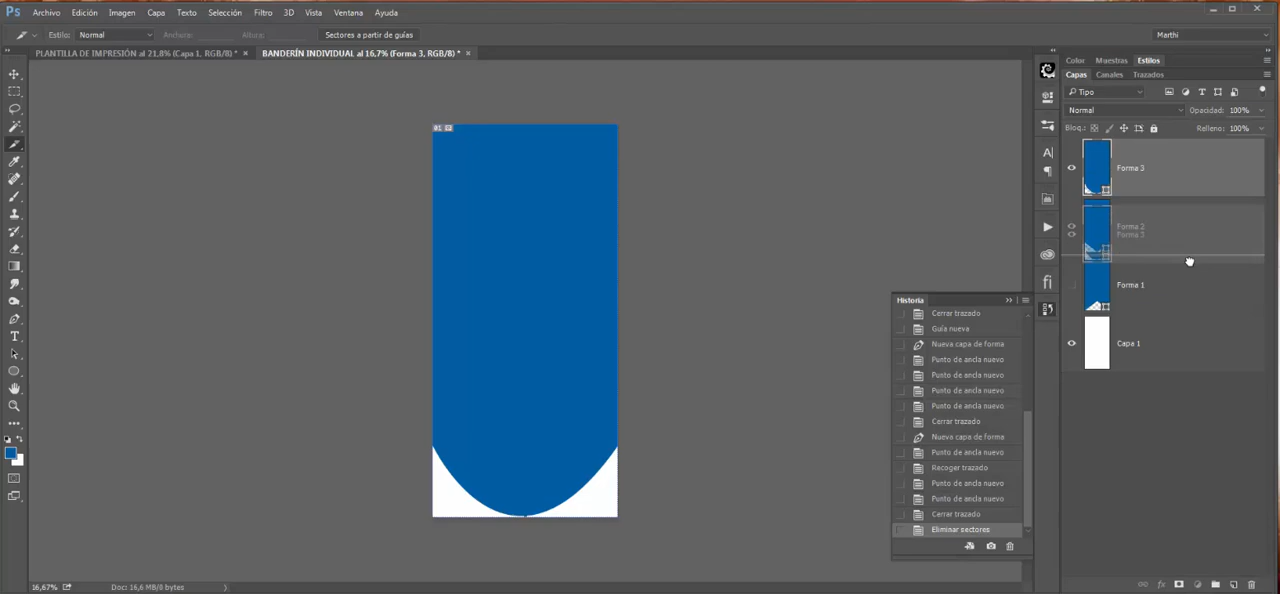 Ps Archivo Edición Imagen Capa Texto Selección Filtro 3D Vista Ventana Ayuda
Estilo: Normal Anchura: Altura: Sectores a partir de guías Marthi
PLANTILLA DE IMPRESIÓN al 21,8% (Capa 1, RGB/8) * × BANDERÍN INDIVIDUAL al 16,7% (Forma 3, RGB/8) * ×
Color Muestras Estilos
Capas Canales Trazados
Tipo
Normal Opacidad: 100%
Bloq.: Relleno: 100%
01
Forma 3
Forma 2
Forma 3
Forma 1
Capa 1
Historia
Cerrar trazado
Guía nueva
Nueva capa de forma
Punto de ancla nuevo
Punto de ancla nuevo
Punto de ancla nuevo
Punto de ancla nuevo
Cerrar trazado
Nueva capa de forma
Punto de ancla nuevo
Recoger trazado
Punto de ancla nuevo
Punto de ancla nuevo
Cerrar trazado
Eliminar sectores
16,67% Doc: 16,6 MB/8 bytes